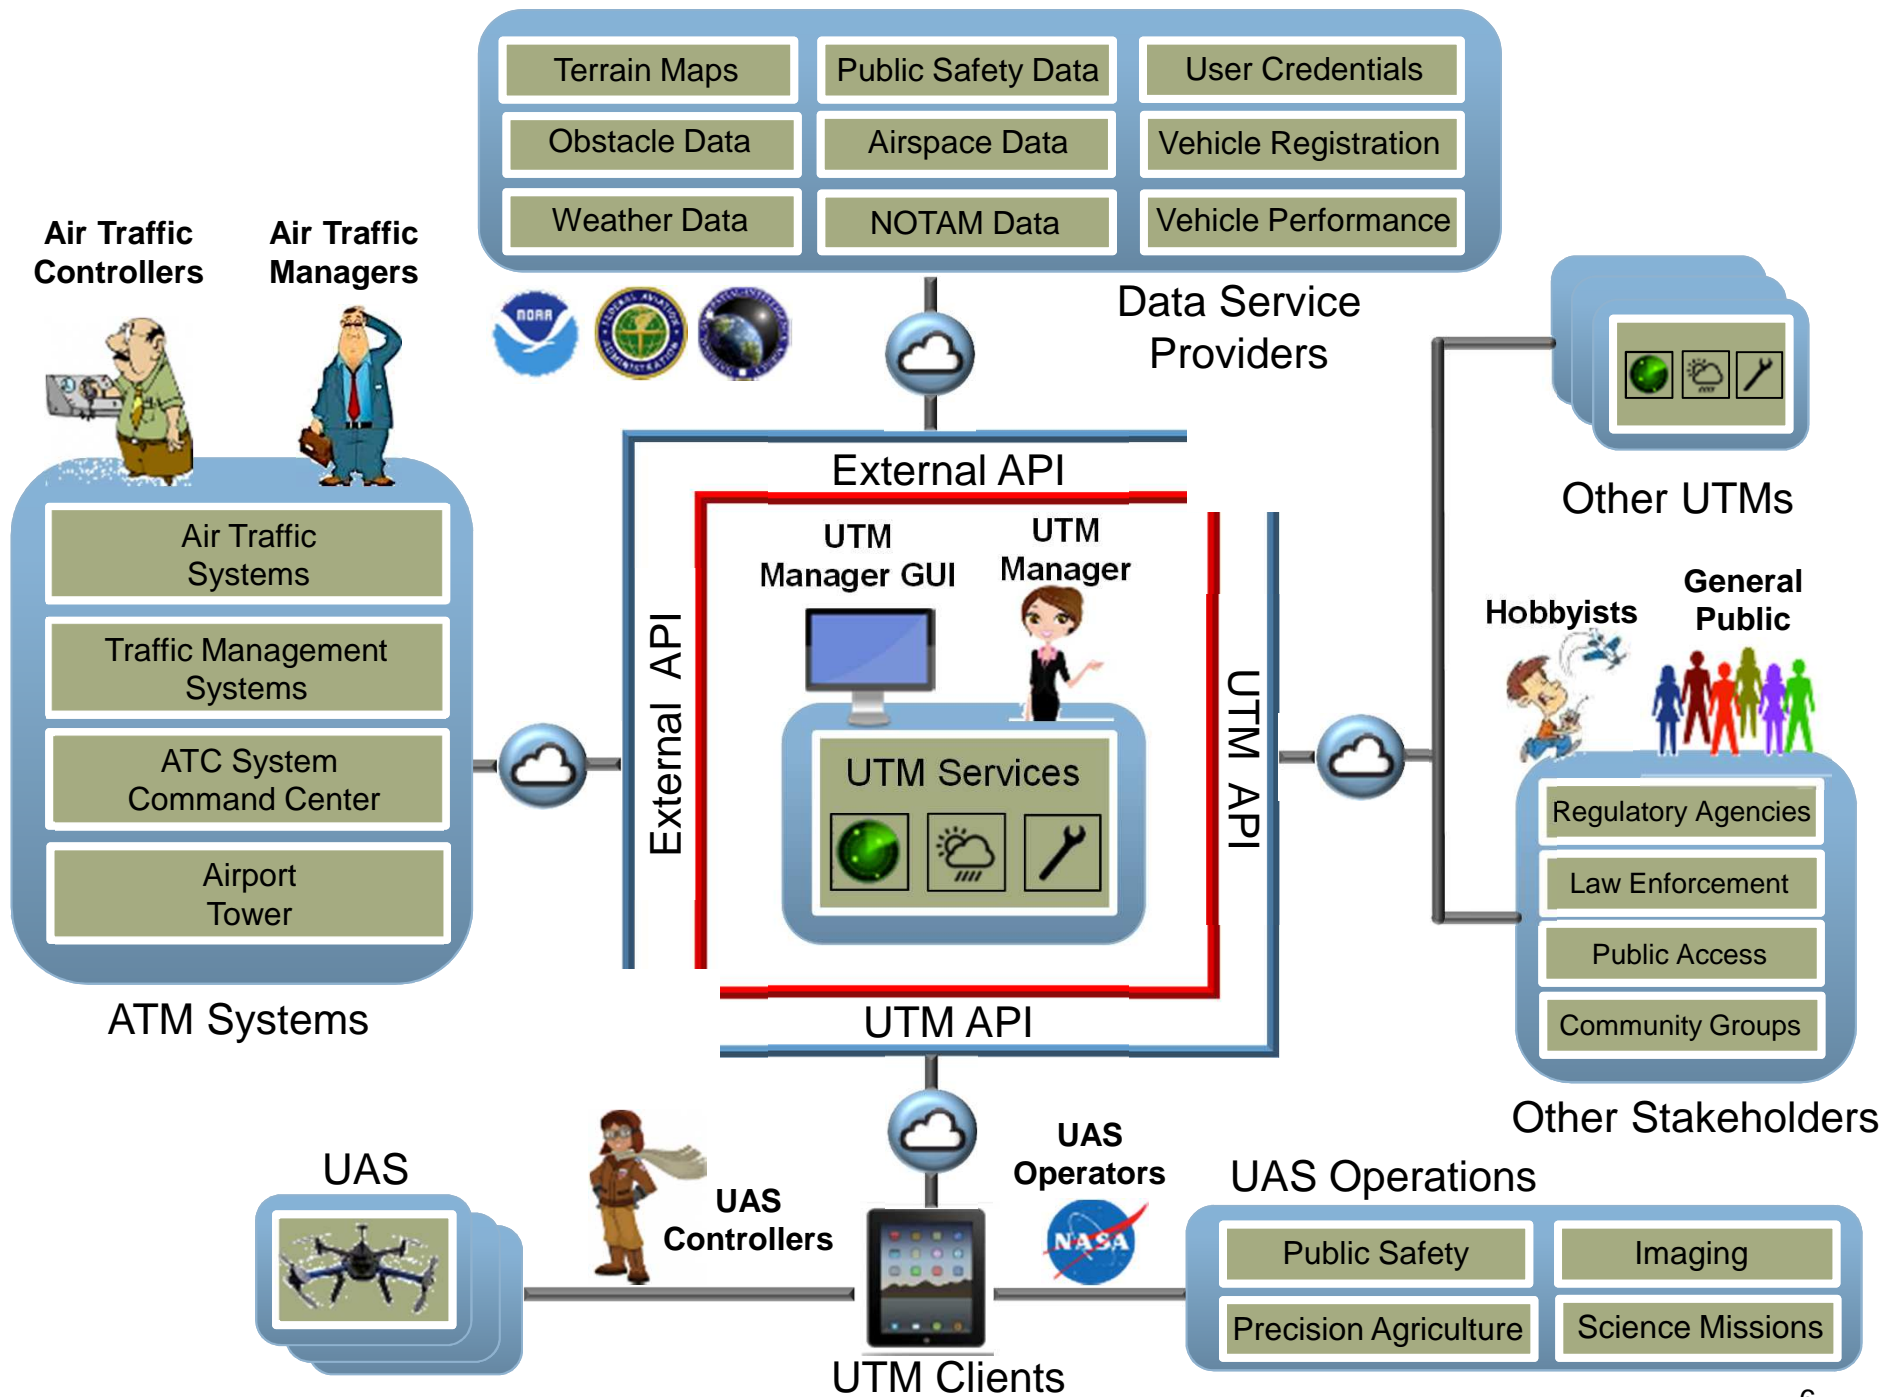 Terrain Maps
Public Safety Data
User Credentials
Obstacle Data
Airspace Data
Vehicle Registration
Weather Data
NOTAM Data
Vehicle Performance
Air Traffic
Controllers
Air Traffic
Managers
NOAA
FEDERAL AVIATION
ADMINISTRATION
Data Service
Providers
External API
Air Traffic
Systems
Traffic Management
Systems
ATC System
Command Center
Airport
Tower
ATM Systems
External API
UTM
Manager GUI
UTM
Manager
UTM Services
UTM API
UTM API
Other UTMs
Hobbyists
General
Public
Regulatory Agencies
Law Enforcement
Public Access
Community Groups
Other Stakeholders
UAS
UAS
Controllers
UAS
Operators
NASA
UTM Clients
UAS Operations
Public Safety
Imaging
Precision Agriculture
Science Missions